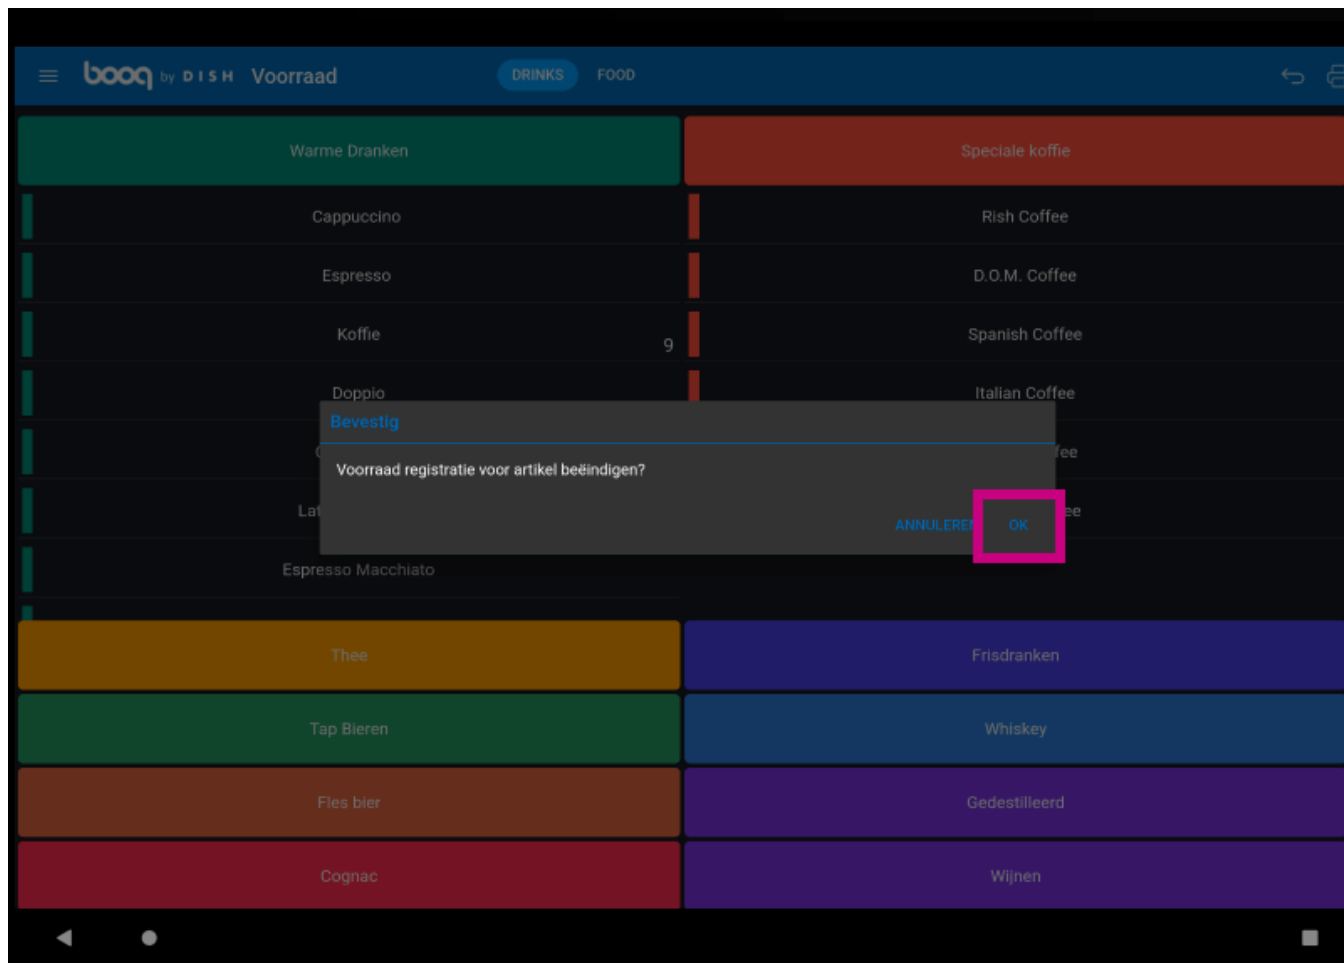 booq by DISH Voorraad DRINKS FOOD
Warme Dranken Speciale koffie
Cappuccino Rish Coffee
Espresso D.O.M. Coffee
Koffie 9 Spanish Coffee
Doppio Italian Coffee
Bevestig
Voorraad registratie voor artikel beëindigen?
ANNULEREN OK
Espresso Macchiato
Thee Frisdranken
Tap Bieren Whiskey
Fles bier Gedestilleerd
Cognac Wijnen